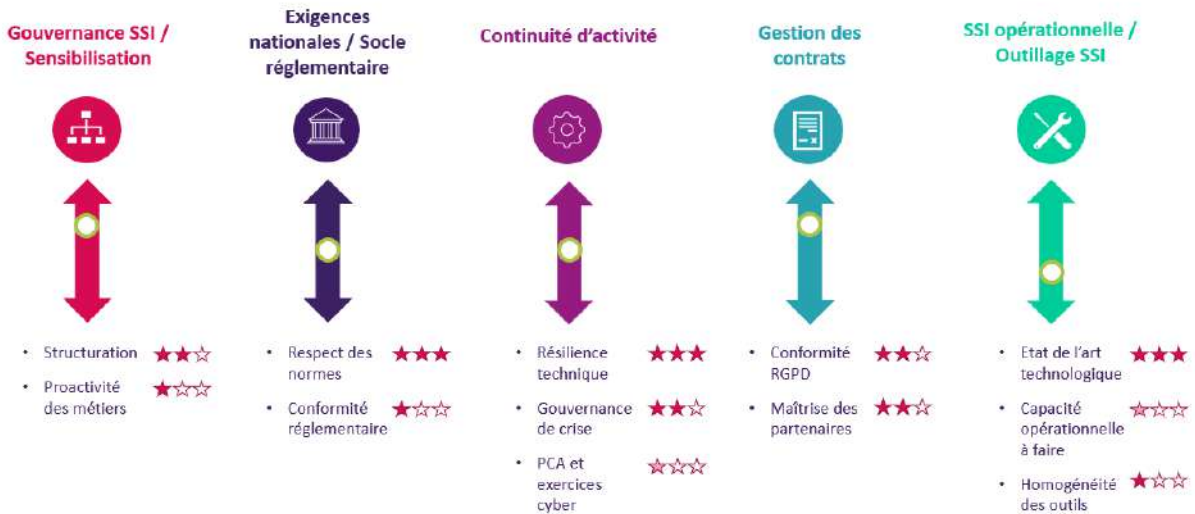 Gouvernance SSI /
Sensibilisation
Exigences
nationales / Socle
réglementaire
Continuité d'activité
Gestion des
contrats
SSI opérationnelle /
Outillage SSI
• Structuration
• Proactivité
des métiers
• Respect des
normes
• Conformité
réglementaire
• Résilience
technique
• Gouvernance
de crise
• PCA et
exercices
cyber
• Conformité
RGPD
• Maîtrise des
partenaires
• Etat de l'art
technologique
• Capacité
opérationnelle
à faire
• Homogénéité
des outils